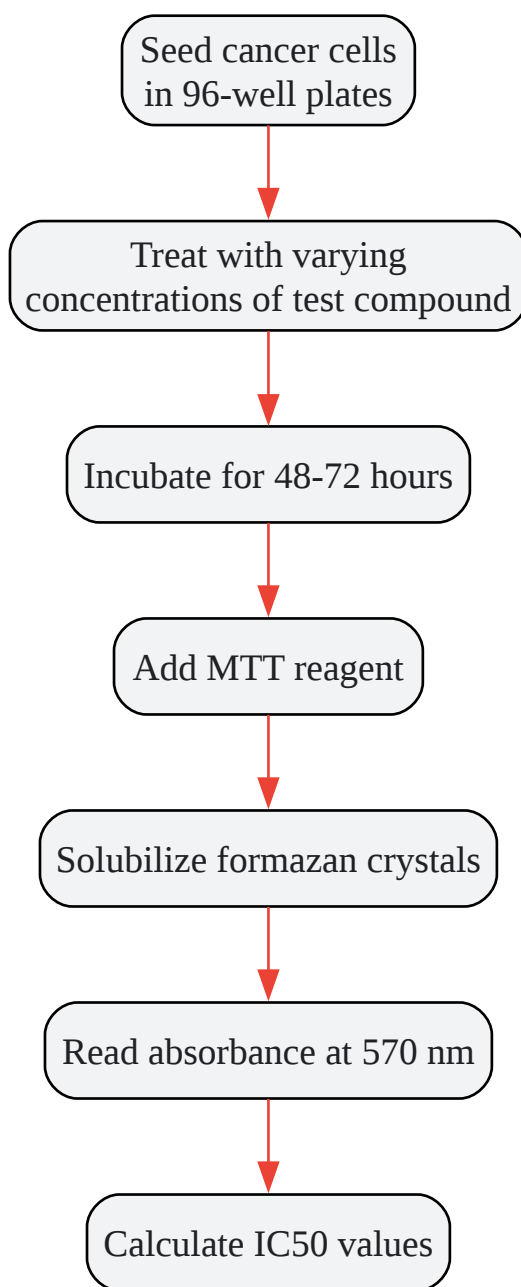 Seed cancer cells
in 96-well plates
Treat with varying
concentrations of test compound
Incubate for 48-72 hours
Add MTT reagent
Solubilize formazan crystals
Read absorbance at 570 nm
Calculate IC50 values